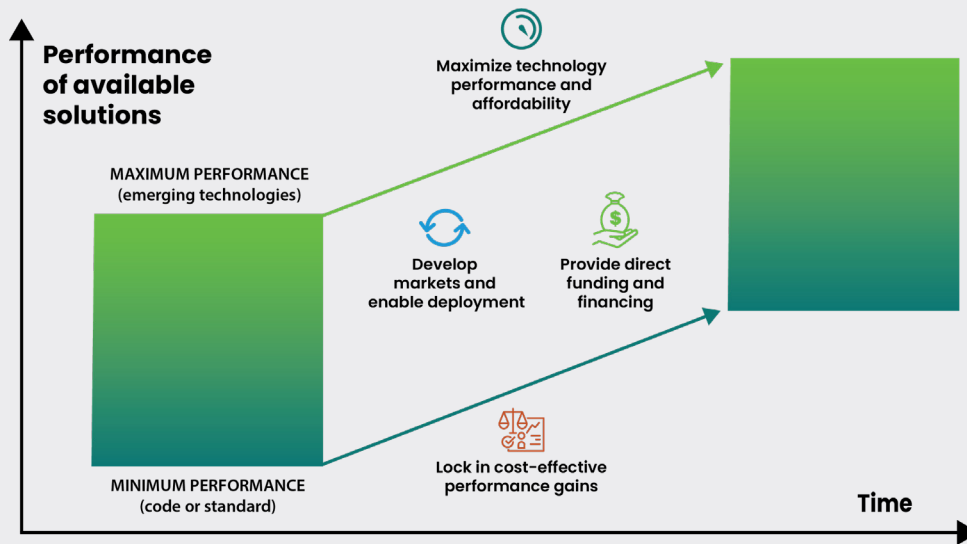 Performance
of available
solutions
Maximize technology
performance and
affordability
MAXIMUM PERFORMANCE
(emerging technologies)
Develop
markets and
enable deployment
$
Provide direct
funding and
financing
Lock in cost-effective
performance gains
MINIMUM PERFORMANCE
(code or standard)
Time